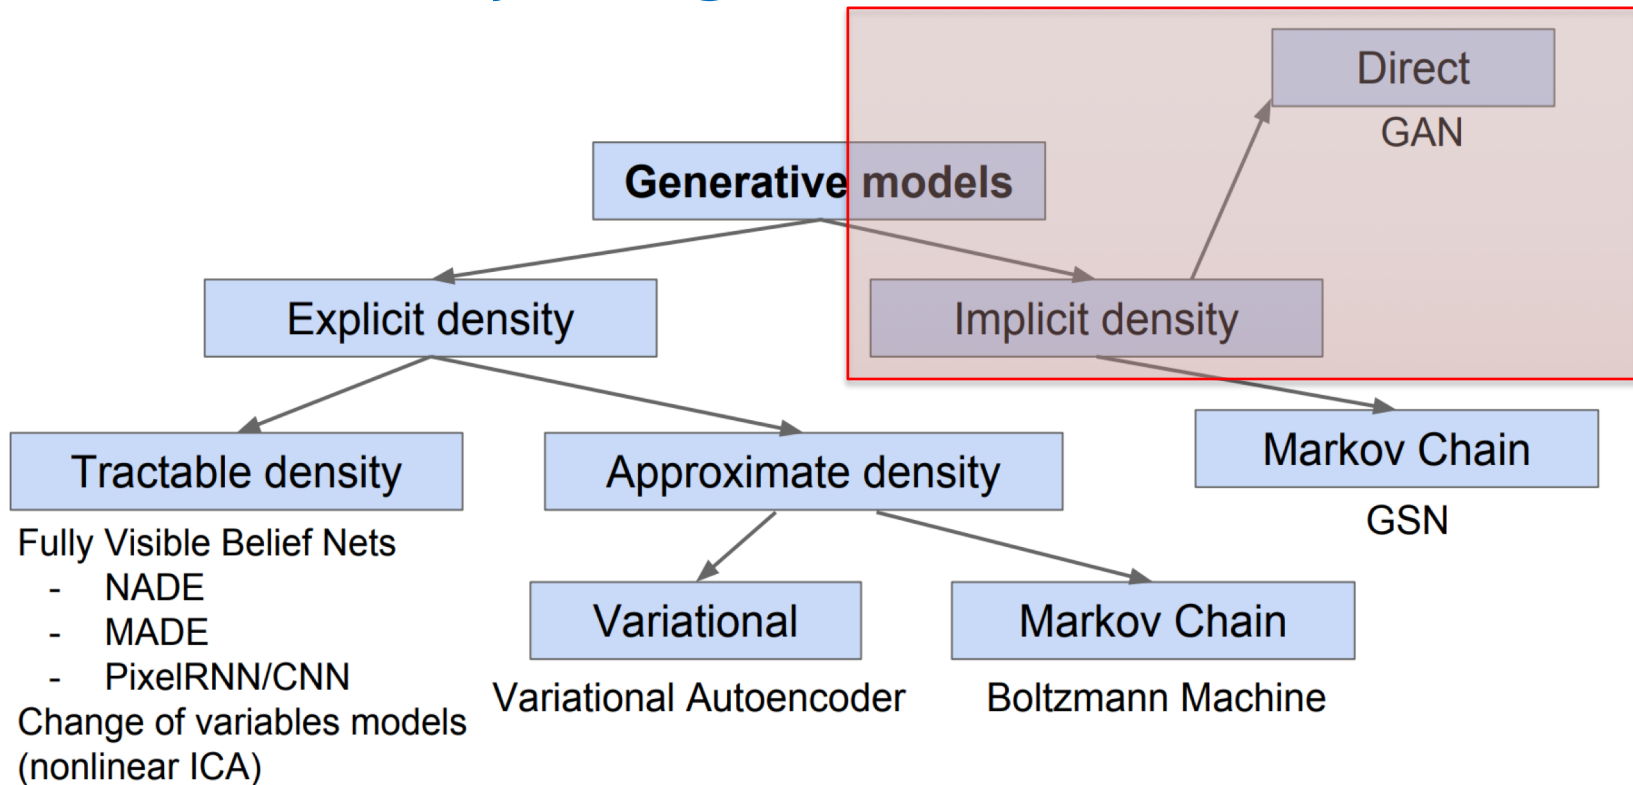 Direct
GAN
Generative models
Explicit density
Implicit density
Tractable density
Approximate density
Markov Chain
GSN
Fully Visible Belief Nets
- NADE
- MADE
- PixelRNN/CNN
Change of variables models
(nonlinear ICA)
Variational
Markov Chain
Variational Autoencoder
Boltzmann Machine